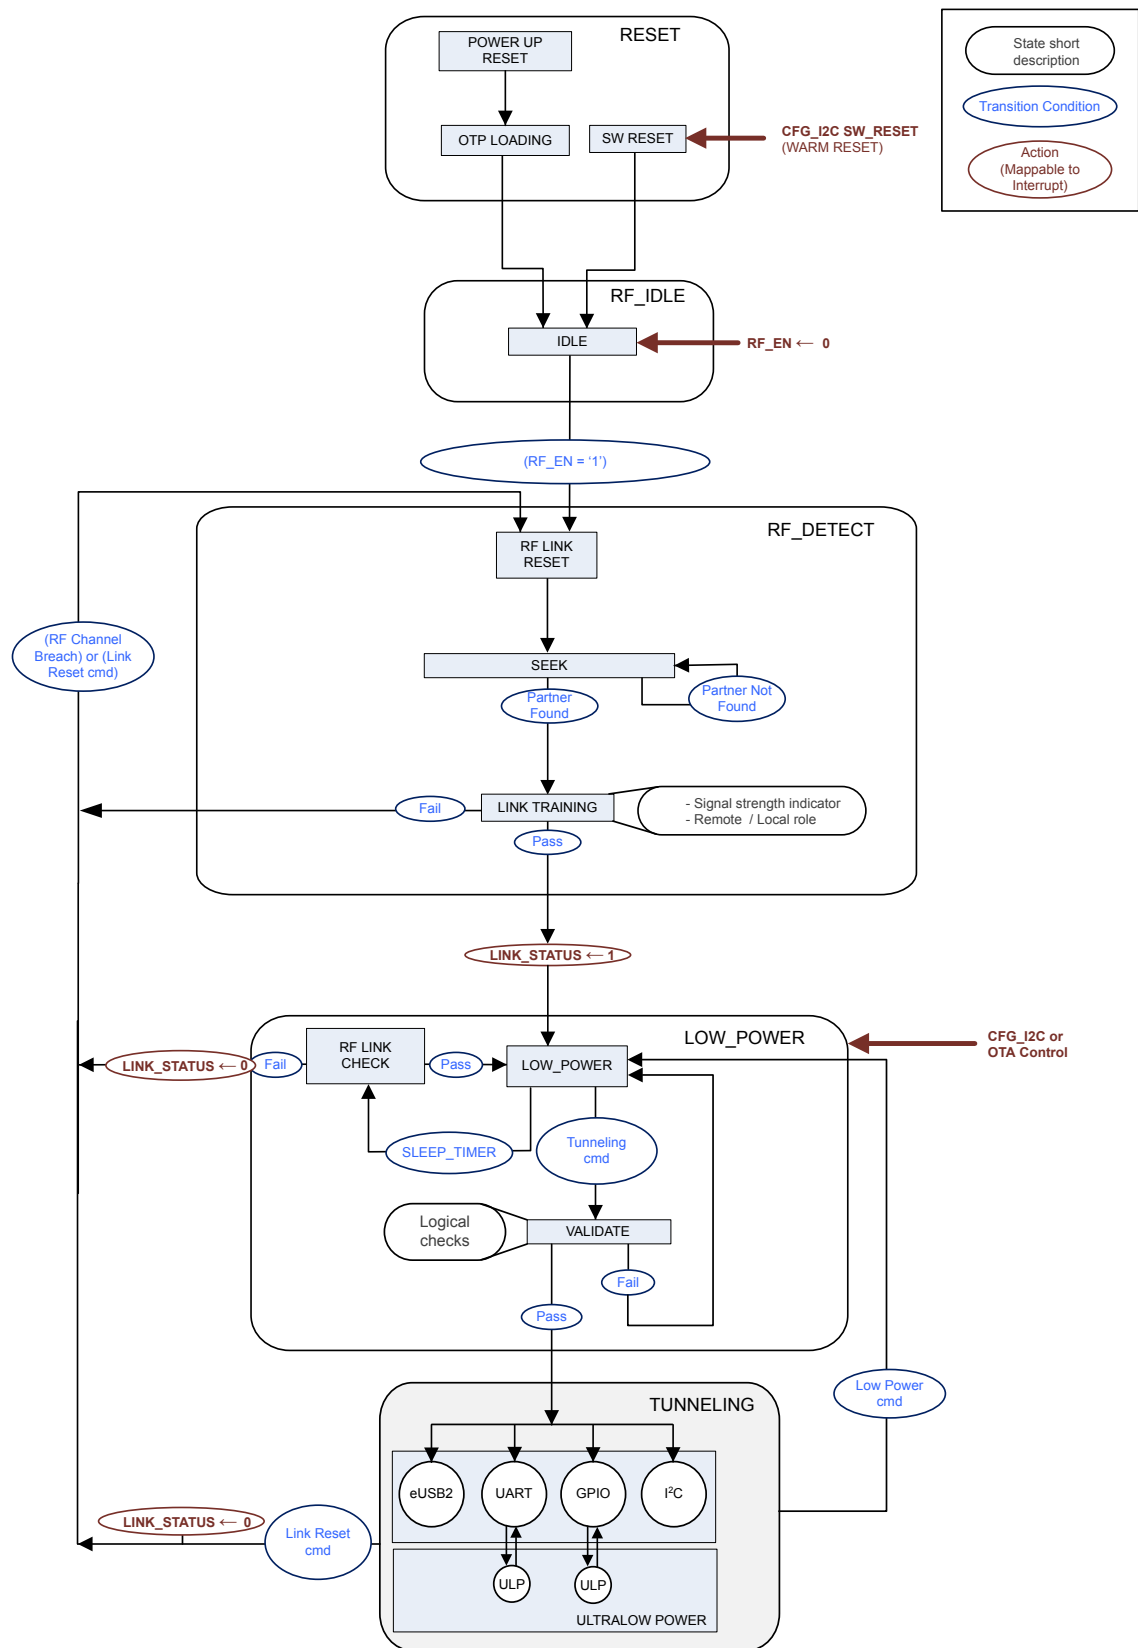 RESET
POWER UP
RESET
OTP LOADING
SW RESET
CFG_I2C SW_RESET
(WARM RESET)
State short
description
Transition Condition
Action
(Mappable to
Interrupt)
RF_IDLE
IDLE
RF_EN ← 0
(RF_EN = ‘1’)
RF_DETECT
RF LINK
RESET
(RF Channel
Breach) or (Link
Reset cmd)
SEEK
Partner
Found
Partner Not
Found
Fail
LINK TRAINING
- Signal strength indicator
- Remote / Local role
Pass
LINK_STATUS ← 1
LOW_POWER
CFG_I2C or
OTA Control
LINK_STATUS ← 0
Fail
RF LINK
CHECK
Pass
LOW_POWER
SLEEP_TIMER
Tunneling
cmd
Logical
checks
VALIDATE
Fail
Pass
Low Power
cmd
TUNNELING
eUSB2
UART
GPIO
I²C
LINK_STATUS ← 0
Link Reset
cmd
ULP
ULP
ULTRALOW POWER